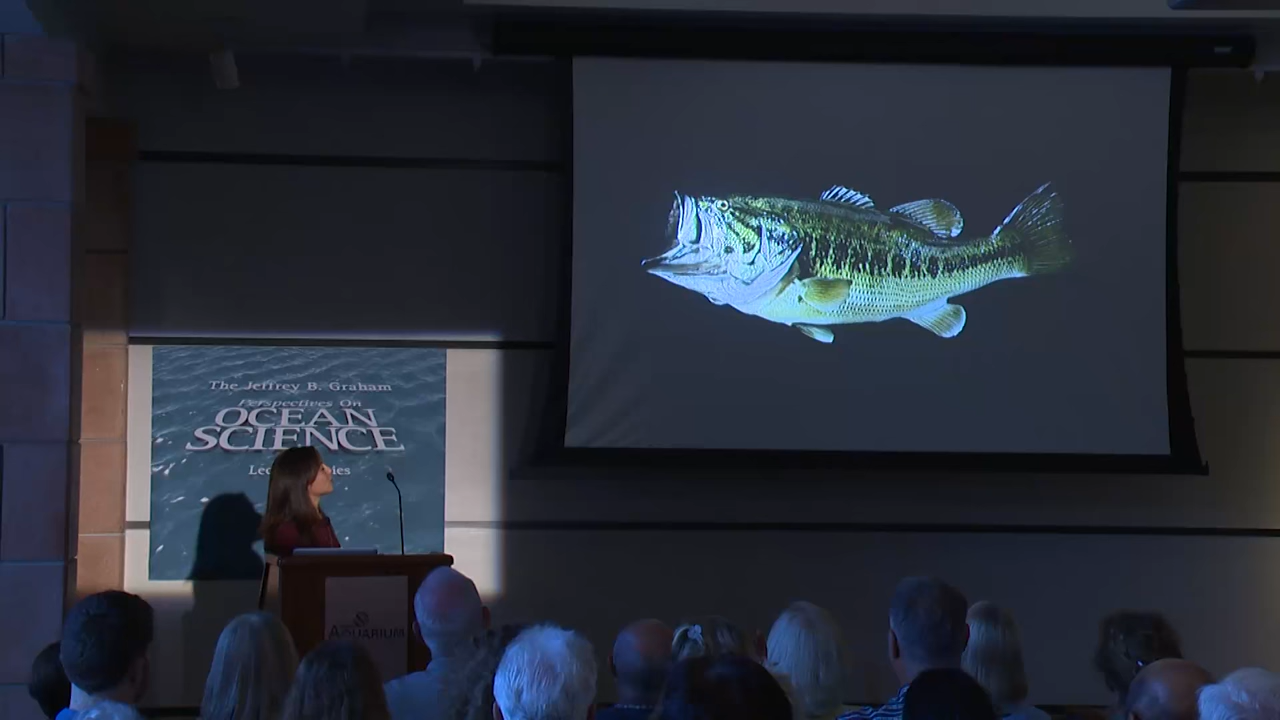 The Jeffrey B. Graham
Perspectives On
OCEAN
SCIENCE
AQUARIUM